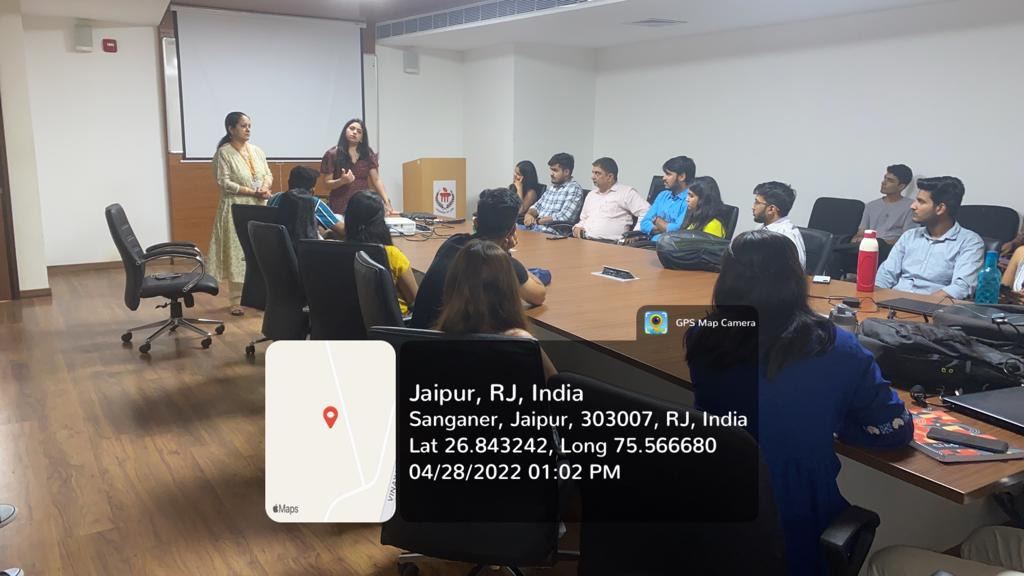 GPS Map Camera
Jaipur, RJ, India
Sanganer, Jaipur, 303007, RJ, India
Lat 26.843242, Long 75.566680
04/28/2022 01:02 PM
Maps